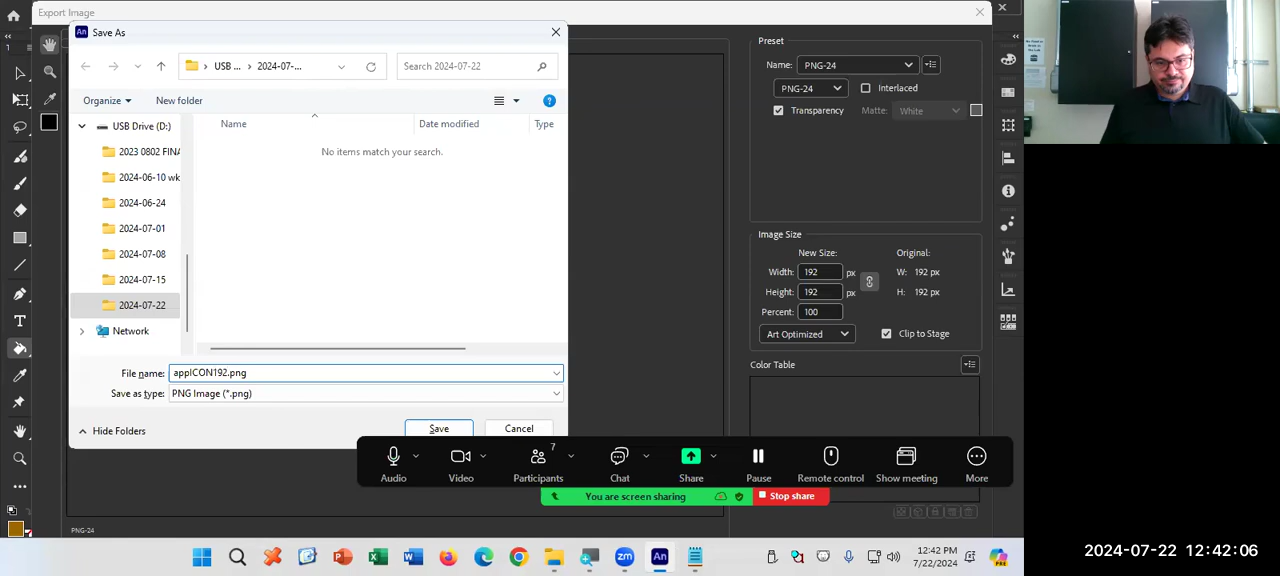 Export Image
An Save As
USB ... > 2024-07-...
Search 2024-07-22
Organize
New folder
Name
Date modified
Type
No items match your search.
USB Drive (D:)
2023 0802 FINA
2024-06-10 wk
2024-06-24
2024-07-01
2024-07-08
2024-07-15
2024-07-22
Network
File name: appICON192.png
Save as type: PNG Image (*.png)
Hide Folders
Save
Cancel
Preset
Name: PNG-24
PNG-24
Interlaced
Transparency
Matte: White
Image Size
New Size:
Original:
Width: 192 px
W: 192 px
Height: 192 px
H: 192 px
Percent: 100
Art Optimized
Clip to Stage
Color Table
7
Audio
Video
Participants
Chat
Share
Pause
Remote control
Show meeting
More
You are screen sharing
Stop share
PNG-24
12:42 PM
7/22/2024
2024-07-22 12:42:06